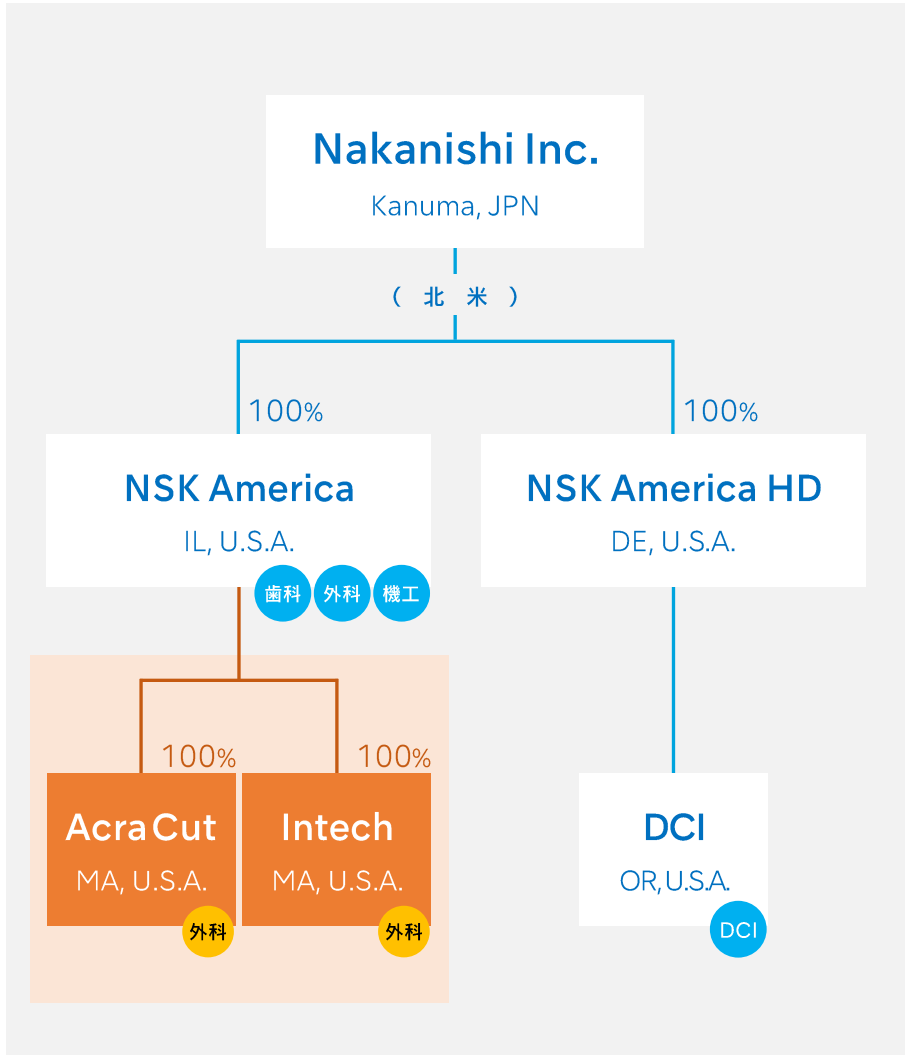 Nakanishi Inc.
Kanuma, JPN
( 北 米 )
100%
100%
NSK America
IL, U.S.A.
歯科 外科 機工
NSK America HD
DE, U.S.A.
100%
100%
Acra Cut
MA, U.S.A.
外科
Intech
MA, U.S.A.
外科
DCI
OR, U.S.A.
DCI